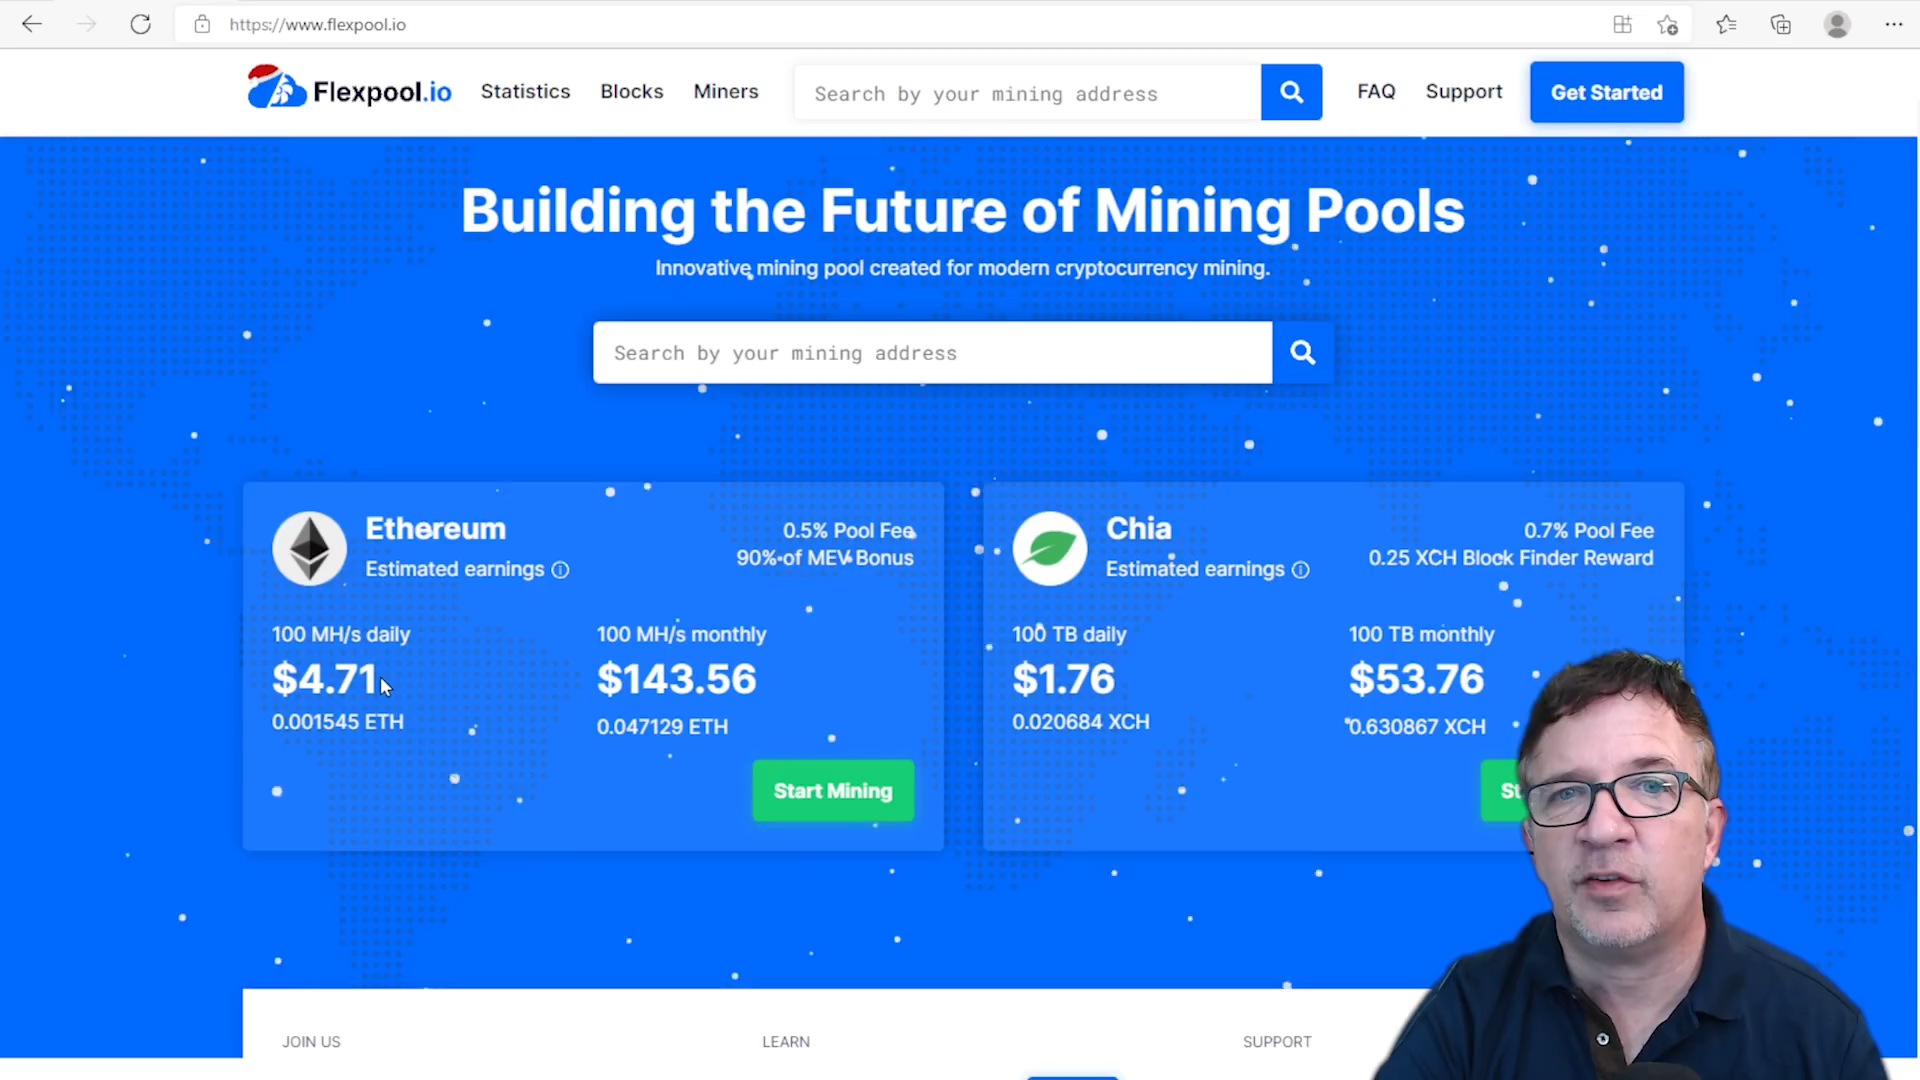 https://www.flexpool.io
Flexpool.io
Statistics
Blocks
Miners
Search by your mining address
FAQ
Support
Get Started
Building the Future of Mining Pools
Innovative mining pool created for modern cryptocurrency mining.
Search by your mining address
Ethereum
Estimated earnings
0.5% Pool Fee
90% of MEV Bonus
100 MH/s daily
$4.71
0.001545 ETH
100 MH/s monthly
$143.56
0.047129 ETH
Start Mining
Chia
Estimated earnings
0.7% Pool Fee
0.25 XCH Block Finder Reward
100 TB daily
$1.76
0.020684 XCH
100 TB monthly
$53.76
0.630867 XCH
JOIN US
LEARN
SUPPORT